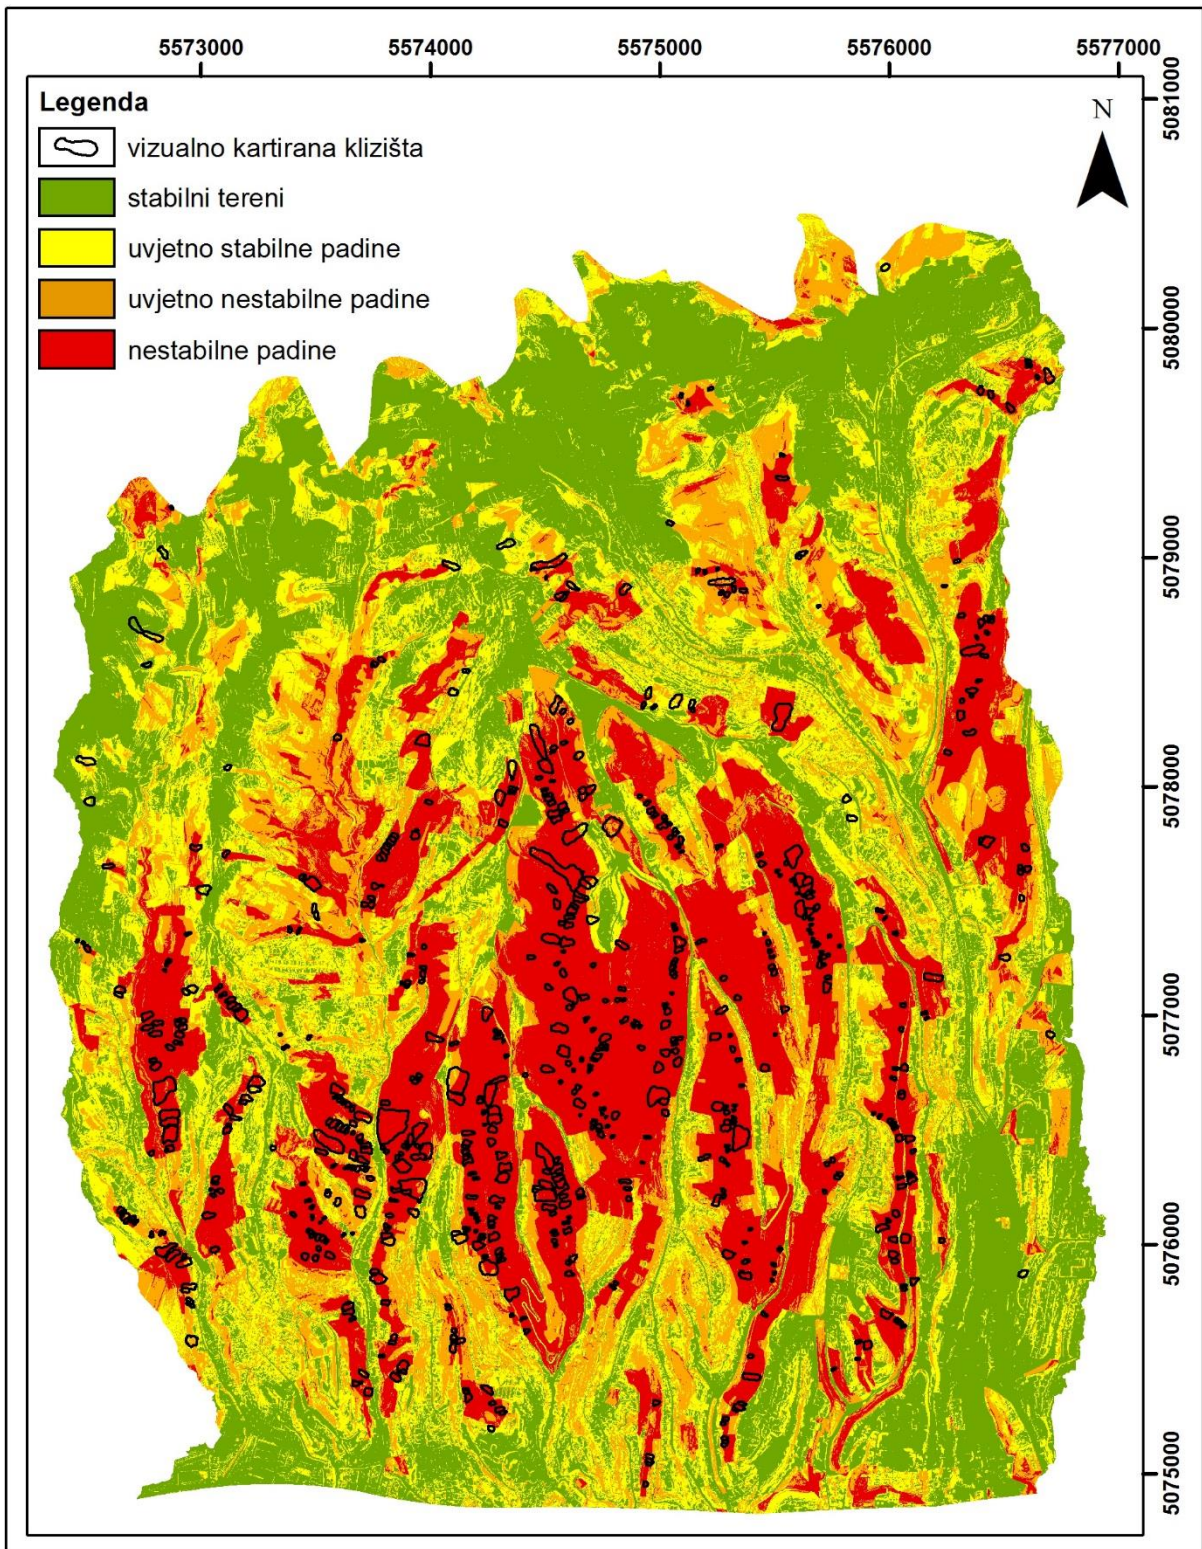 5573000 5574000 5575000 5576000 5577000
Legenda
vizualno kartirana klizišta
stabilni tereni
uvjetno stabilne padine
uvjetno nestabilne padine
nestabilne padine
N
5081000
5080000
5079000
5078000
5077000
5076000
5075000